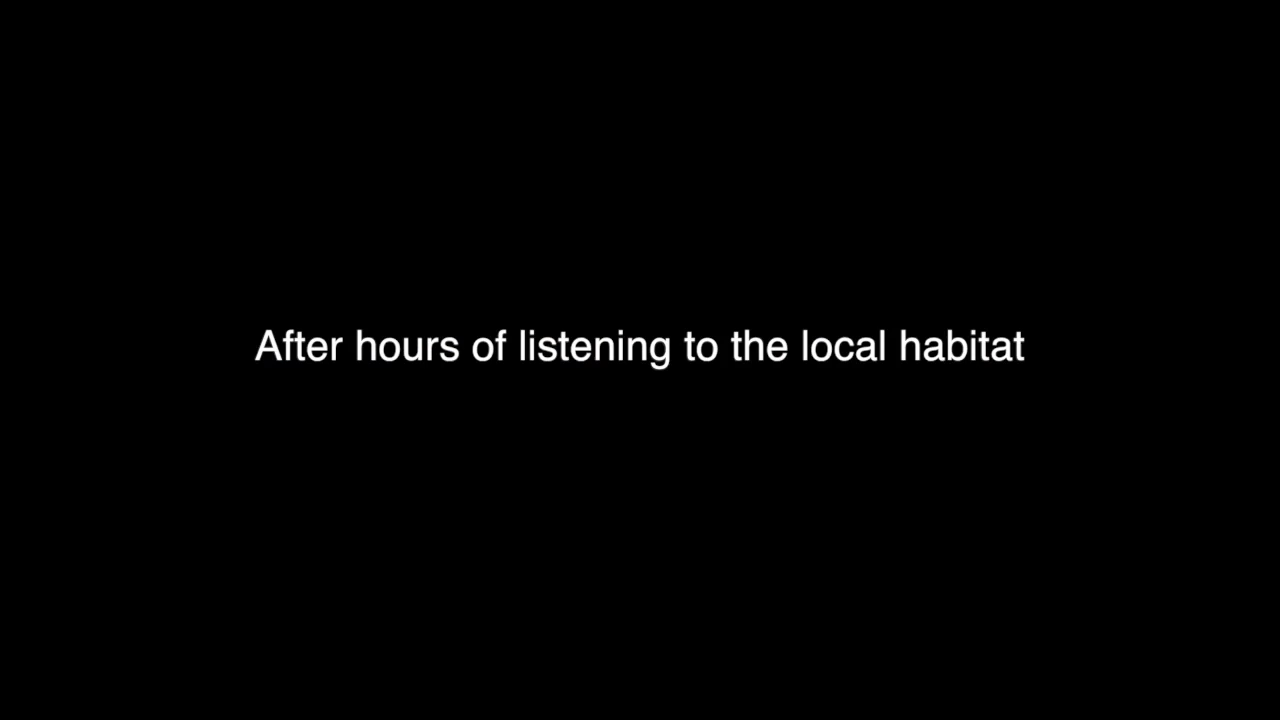 After hours of listening to the local habitat